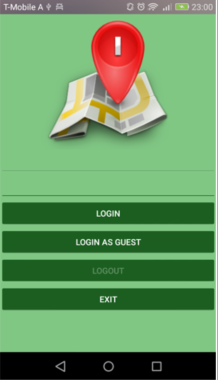 T-Mobile A 23:00
LOGIN
LOGIN AS GUEST
LOGOUT
EXIT